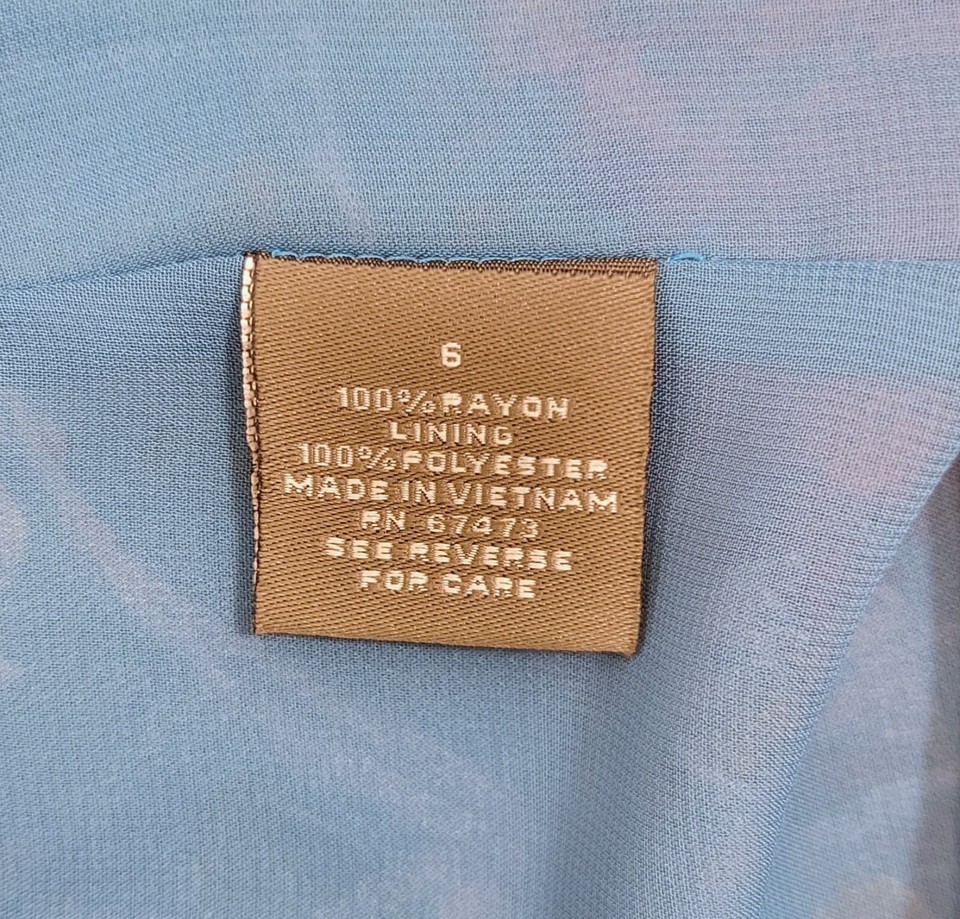 6
100% RAYON
LINING
100% POLYESTER
MADE IN VIETNAM
RN 67473
SEE REVERSE
FOR CARE